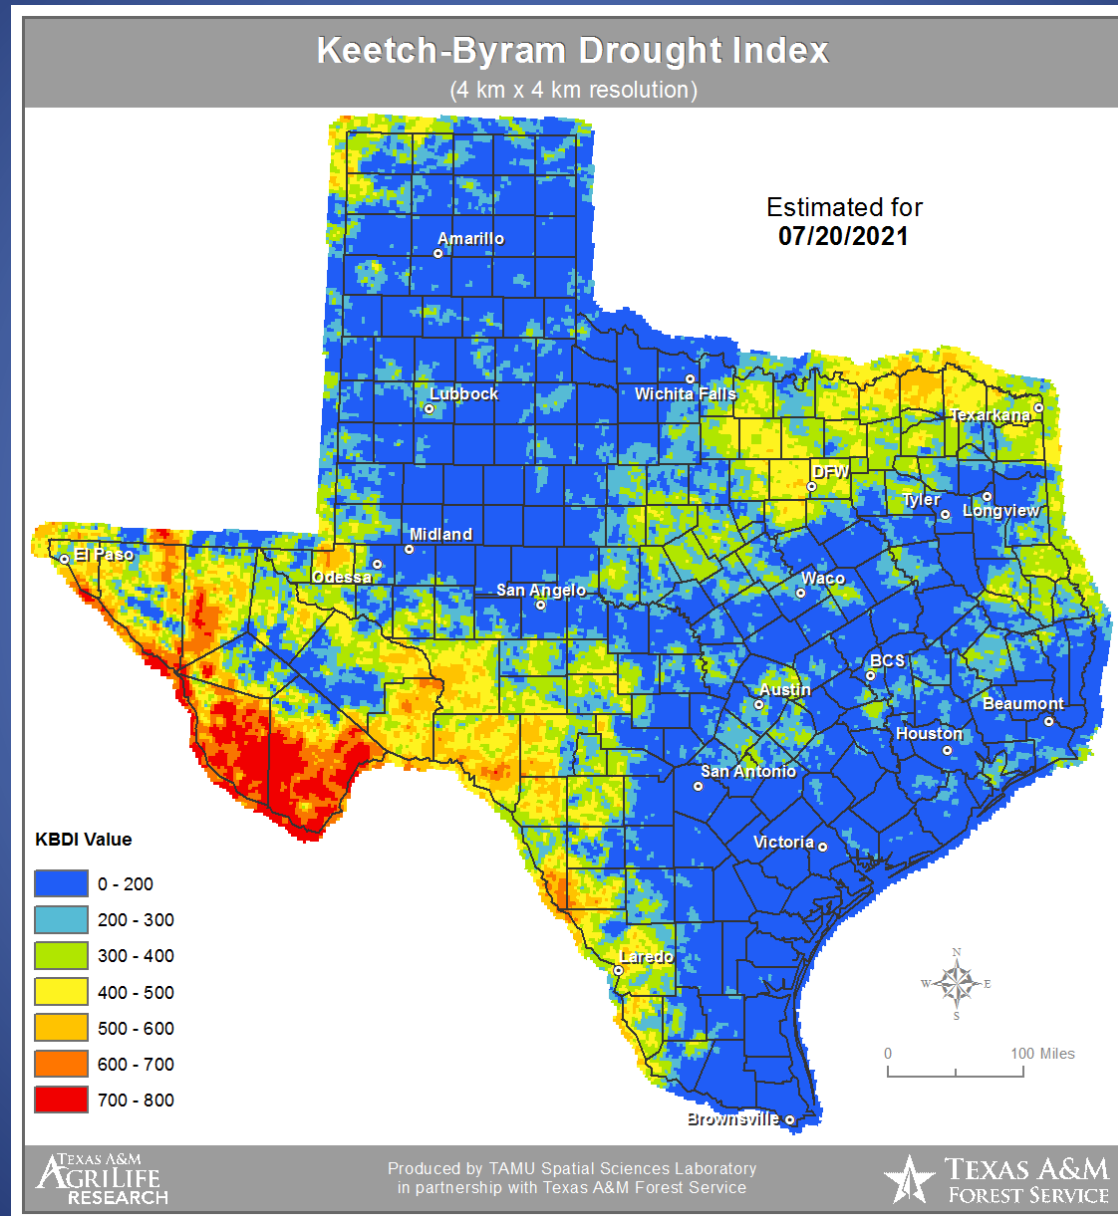 Keetch-Byram Drought Index
(4 km x 4 km resolution)
Estimated for
07/20/2021
Amarillo
Lubbock
Wichita Falls
Texarkana
DFW
Tyler
Longview
El Paso
Midland
Odessa
San Angelo
Waco
BCS
Austin
Beaumont
Houston
San Antonio
Victoria
Laredo
Brownsville
KBDI Value
0 - 200
200 - 300
300 - 400
400 - 500
500 - 600
600 - 700
700 - 800
N
W
E
S
0
100 Miles
TEXAS A&M
AGRILIFE
RESEARCH
Produced by TAMU Spatial Sciences Laboratory
in partnership with Texas A&M Forest Service
TEXAS A&M
FOREST SERVICE